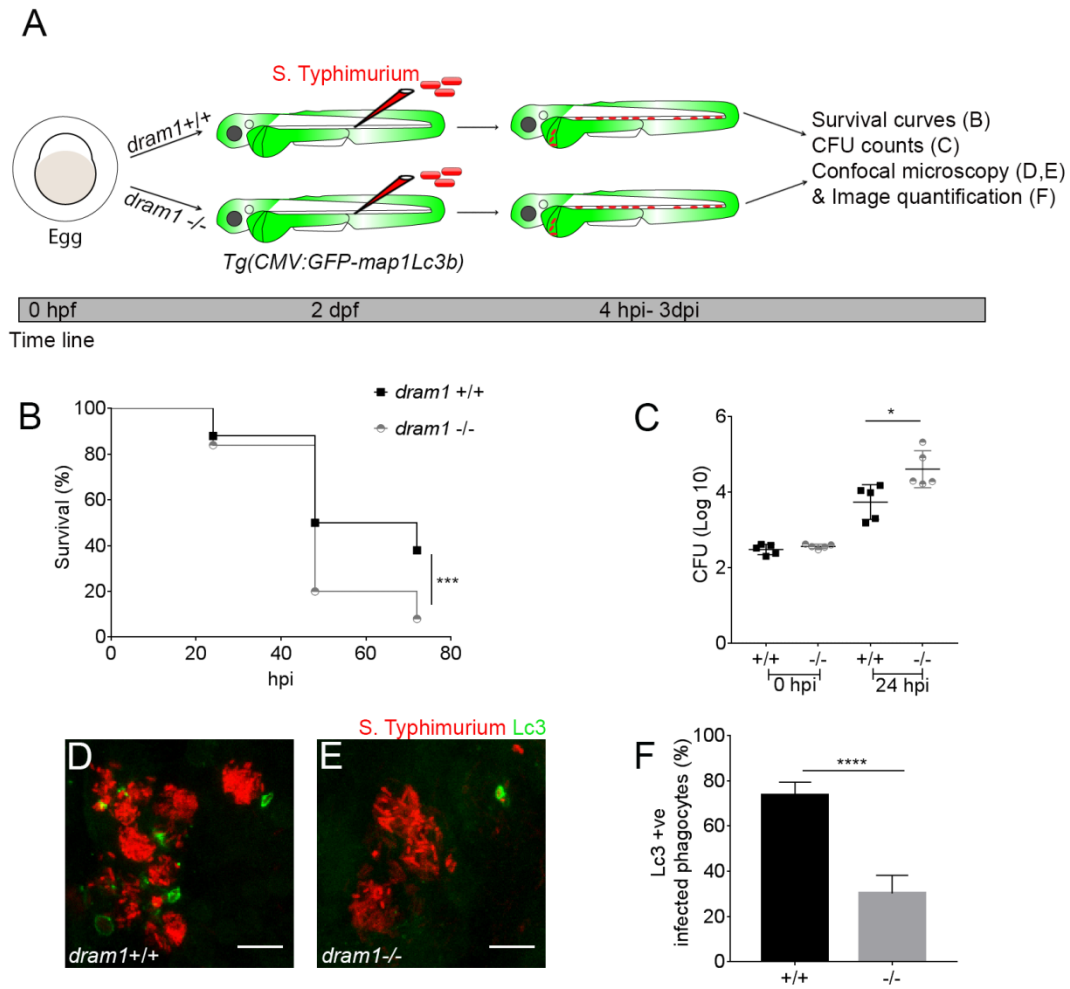 A
S. Typhimurium
dram1+/+
dram1 -/-
Egg
Tg(CMV:GFP-map1Lc3b)
Survival curves (B)
CFU counts (C)
Confocal microscopy (D,E)
& Image quantification (F)
0 hpf 2 dpf 4 hpi- 3dpi
Time line
B
dram1 +/+
dram1 -/-
Survival (%)
100
80
60
40
20
0
***
0 20 40 60 80
hpi
C
CFU (Log 10)
6
4
2
0
*
+/+ -/- +/+ -/-
0 hpi 24 hpi
S. Typhimurium Lc3
D
dram1+/+
E
dram1-/-
F
Lc3 +ve
infected phagocytes (%)
100
80
60
40
20
0
****
+/+ -/-